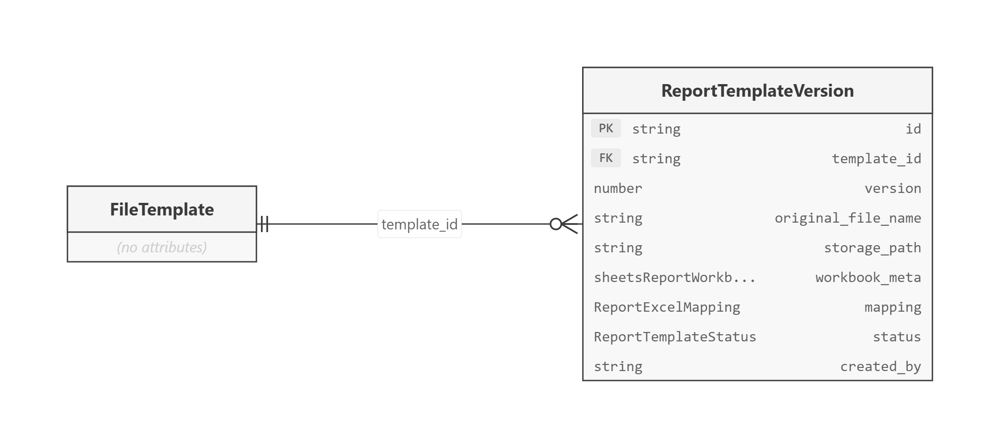 FileTemplate
(no attributes)
template_id
ReportTemplateVersion
PK string id
FK string template_id
number version
string original_file_name
string storage_path
sheetsReportWorkb... workbook_meta
ReportExcelMapping mapping
ReportTemplateStatus status
string created_by